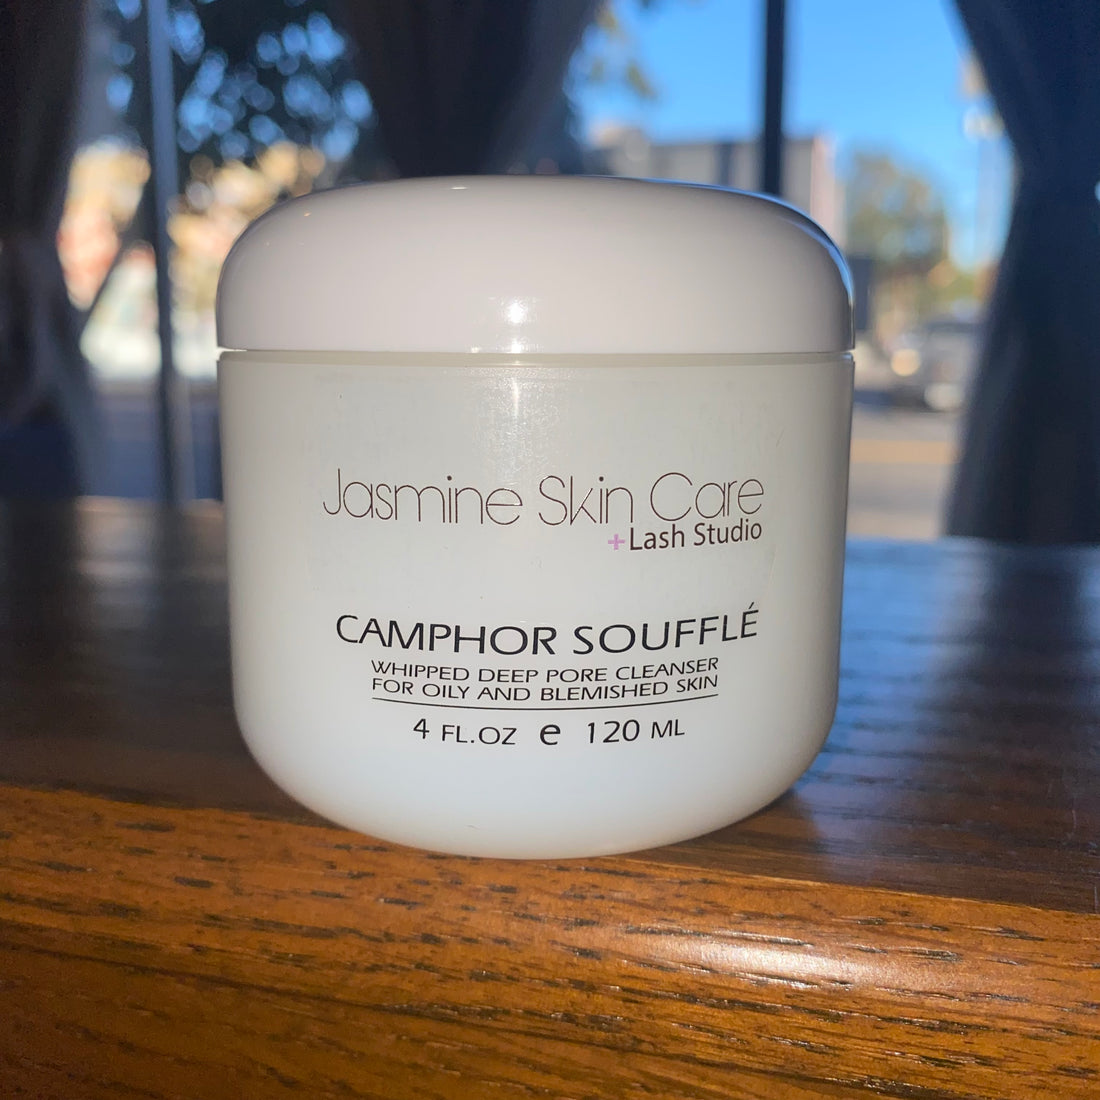 Jasmine Skin Care
+Lash Studio
CAMPHOR SOUFFLÉ
WHIPPED DEEP PORE CLEANSER
FOR OILY AND BLEMISHED SKIN
4 FL.OZ e 120 ML